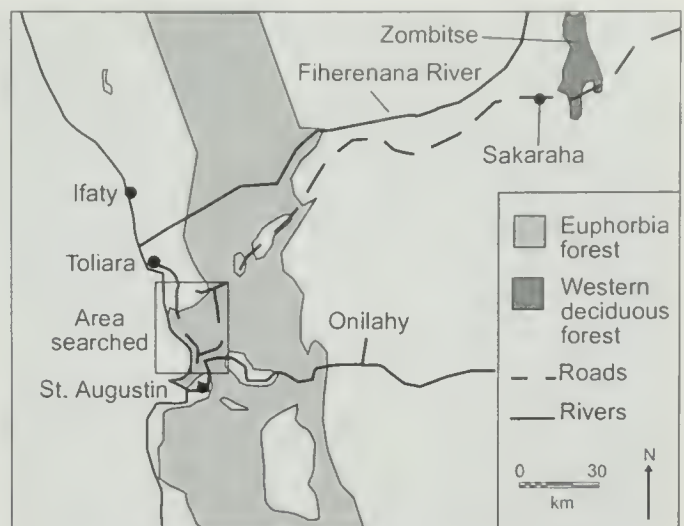 Zombitse
Fiherenana River
Sakaraha
Ifaty
Toliara
Area
searched
Onilahy
St. Augustin
Euphorbia
forest
Western
deciduous
forest
Roads
Rivers
0 30
km
N